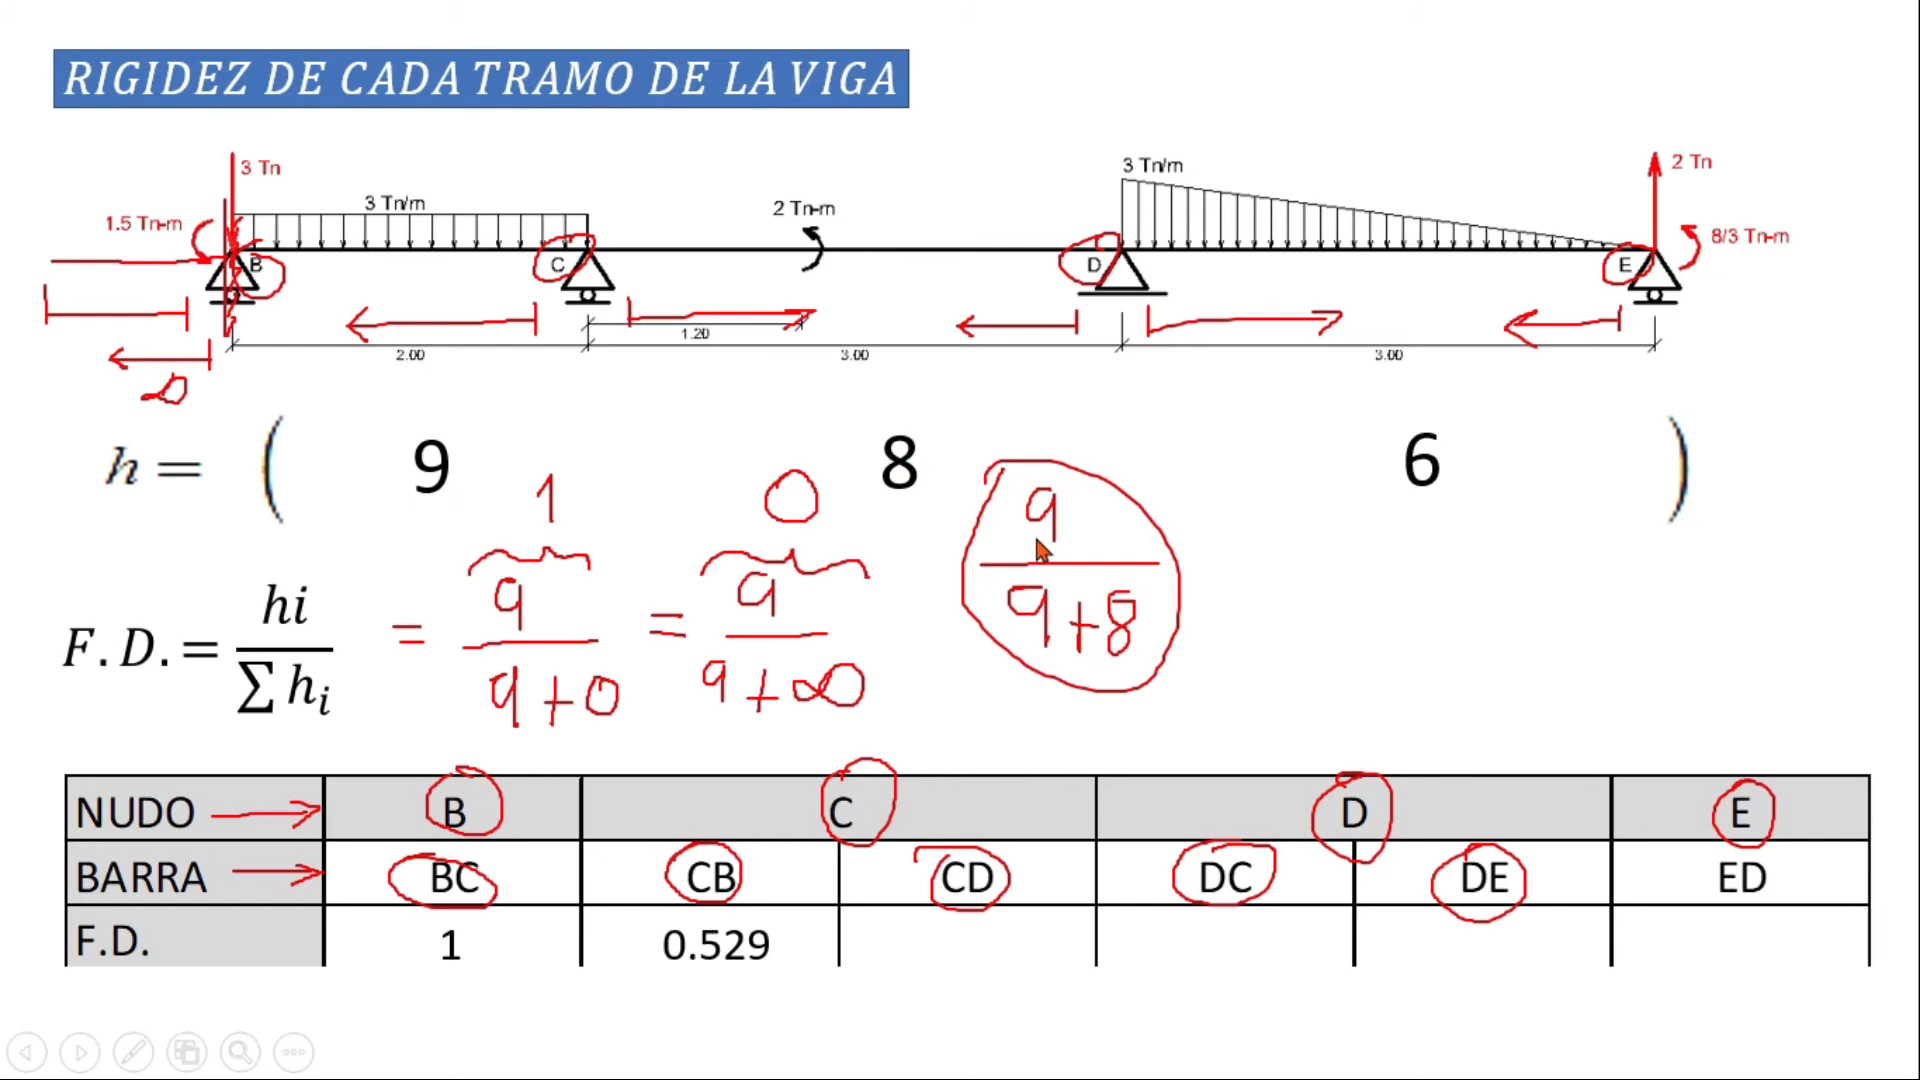 RIGIDEZ DE CADA TRAMO DE LA VIGA
3 Tn
3 Tn/m
2 Tn
3 Tn/m
2 Tn-m
1.5 Tn-m
8/3 Tn-m
B
C
D
E
1.20
2.00
3.00
3.00
∞
h = ( 9 8 6 )
1 0
F.D. = hi / ∑ hi = 9 / 9 + 0 = 9 / 9 + ∞
9 / 9 + 8
NUDO B C D E
BARRA BC CB CD DC DE ED
F.D. 1 0.529